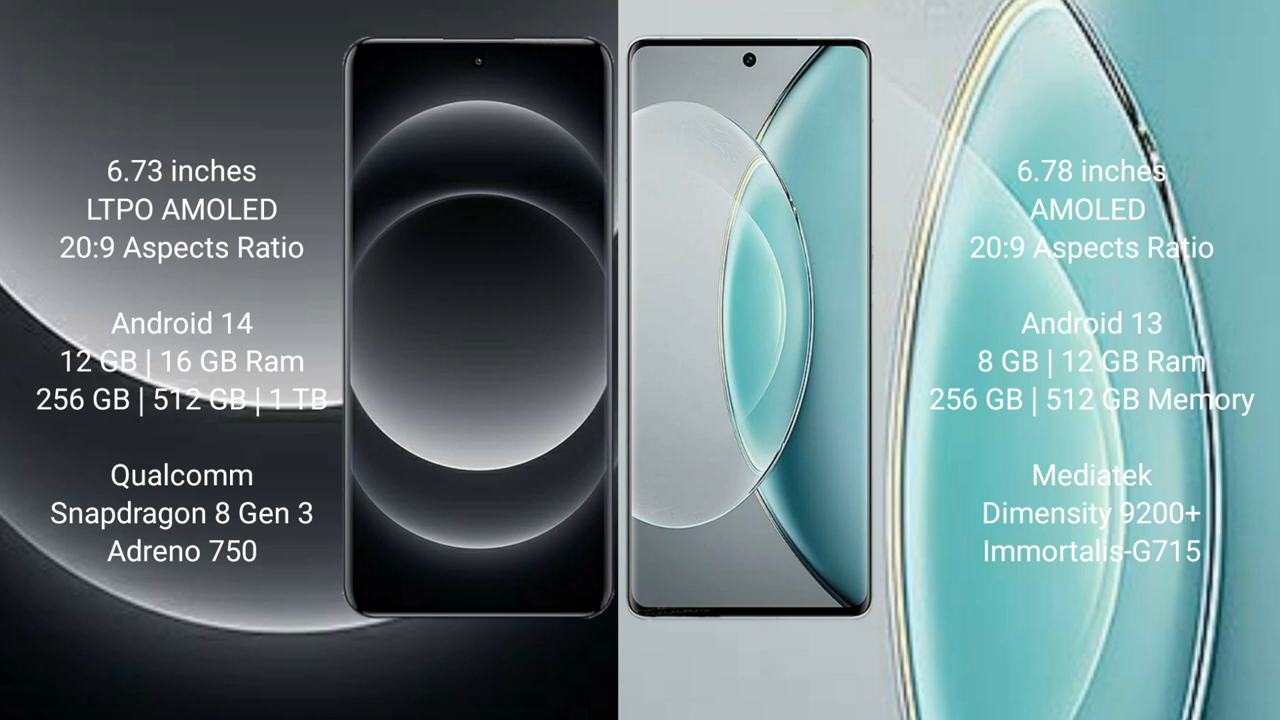 6.73 inches
LTPO AMOLED
20:9 Aspects Ratio
Android 14
12 GB | 16 GB Ram
256 GB | 512 GB | 1 TB
Qualcomm
Snapdragon 8 Gen 3
Adreno 750
6.78 inches
AMOLED
20:9 Aspects Ratio
Android 13
8 GB | 12 GB Ram
256 GB | 512 GB Memory
Mediatek
Dimensity 9200+
Immortalis-G715